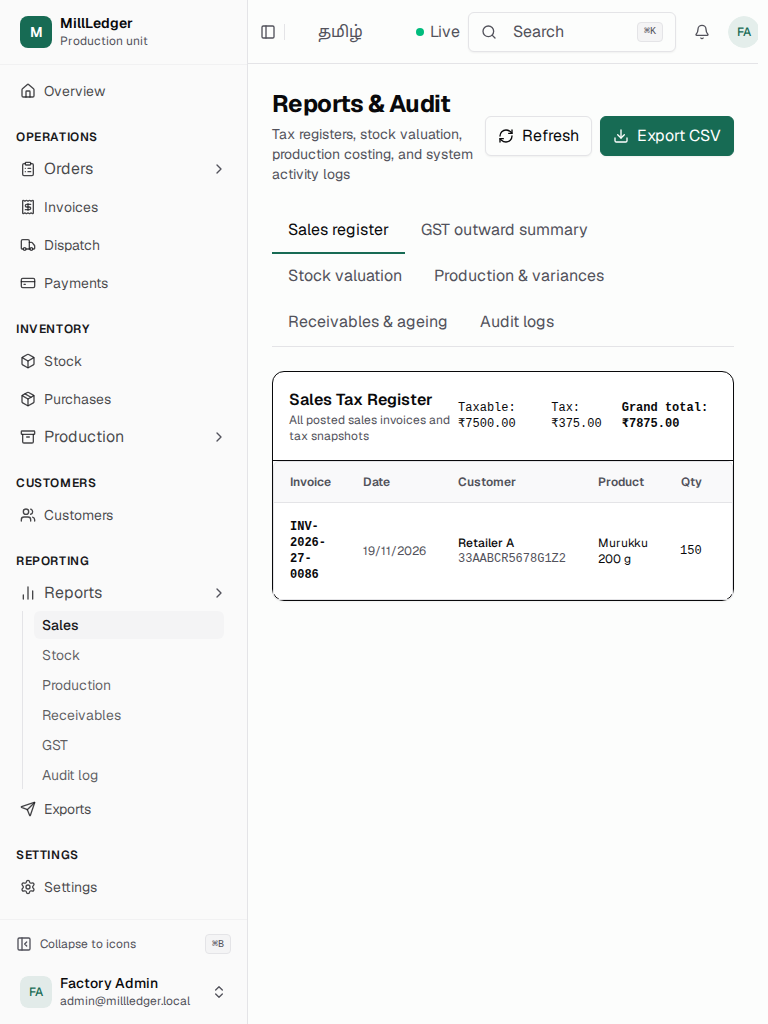 M
MillLedger
Production unit
Overview
OPERATIONS
Orders
Invoices
Dispatch
Payments
INVENTORY
Stock
Purchases
Production
CUSTOMERS
Customers
REPORTING
Reports
Sales
Stock
Production
Receivables
GST
Audit log
Exports
SETTINGS
Settings
Collapse to icons ⌘B
FA
Factory Admin
admin@millledger.local
தமிழ் Live Search ⌘K FA
Reports & Audit
Tax registers, stock valuation,
production costing, and system
activity logs
Refresh Export CSV
Sales register GST outward summary
Stock valuation Production & variances
Receivables & ageing Audit logs
Sales Tax Register
All posted sales invoices and
tax snapshots
Taxable: Tax: Grand total:
₹7500.00 ₹375.00 ₹7875.00
Invoice Date Customer Product Qty
INV-
2026-
27-
0086
19/11/2026
Retailer A
33AABCR5678G1Z2
Murukku
200 g
150